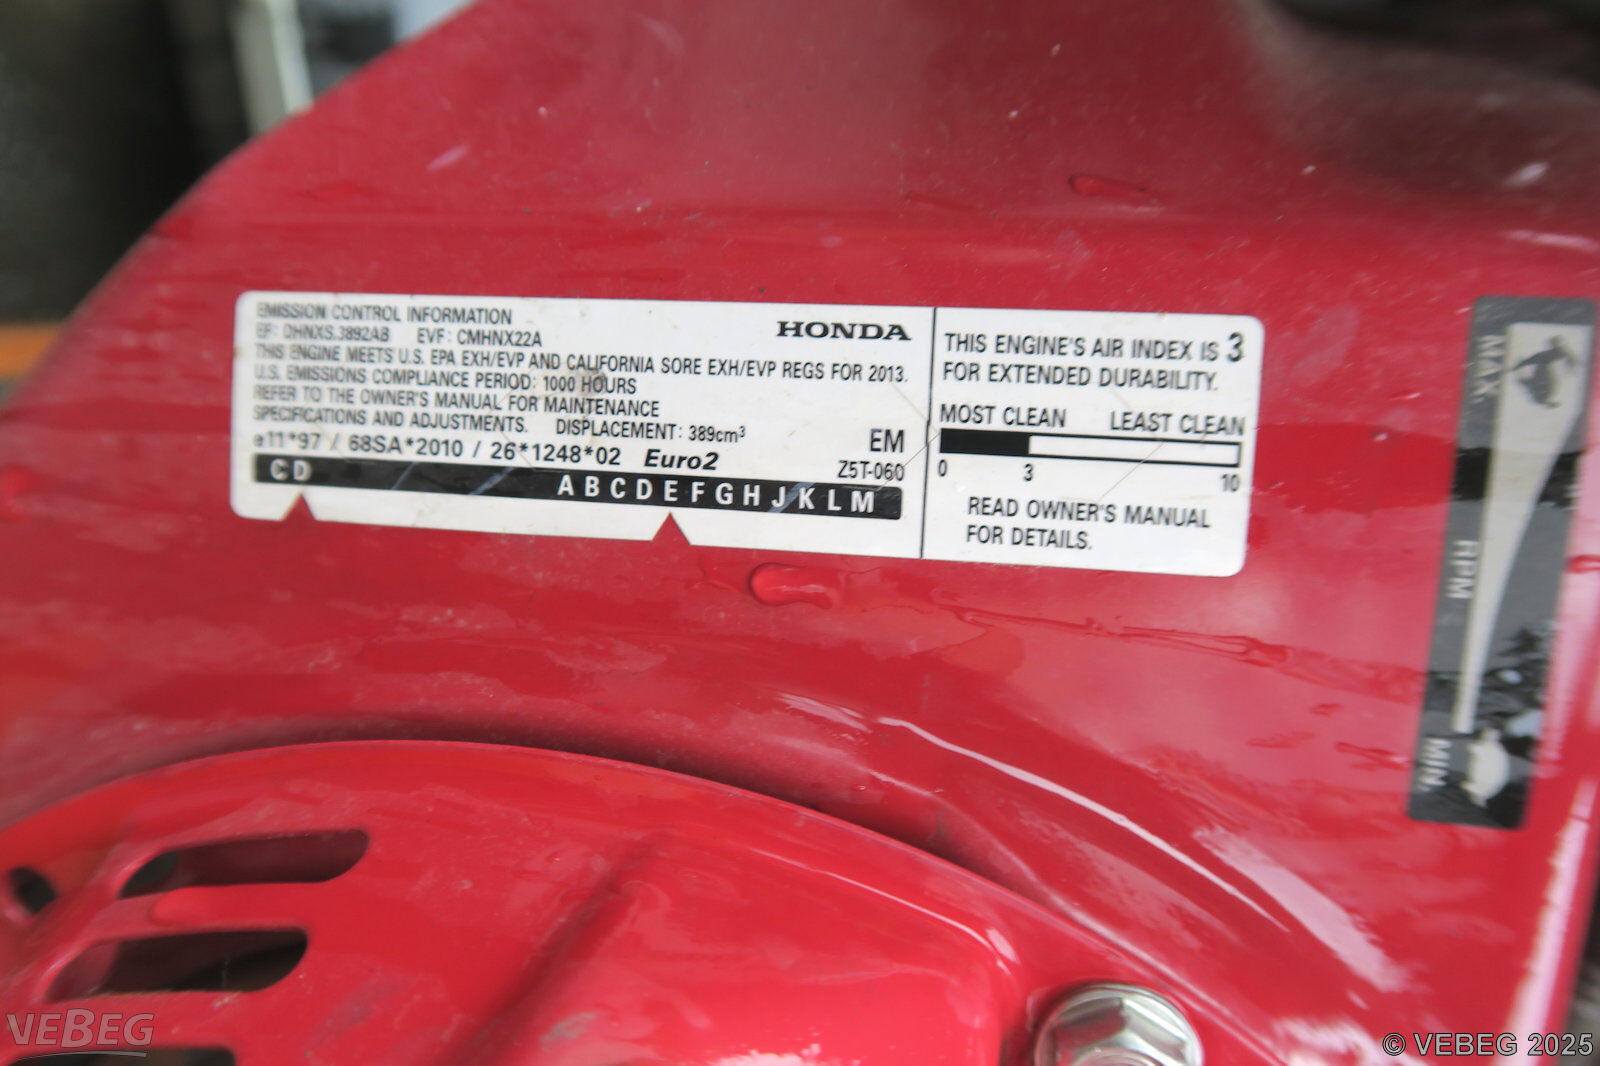 EMISSION CONTROL INFORMATION
EF: DHNXS.3892AB EVF: CMHNX22A
HONDA
THIS ENGINE MEETS U.S. EPA EXH/EVP AND CALIFORNIA SORE EXH/EVP REGS FOR 2013.
U.S. EMISSIONS COMPLIANCE PERIOD: 1000 HOURS
REFER TO THE OWNER'S MANUAL FOR MAINTENANCE
SPECIFICATIONS AND ADJUSTMENTS. DISPLACEMENT: 389cm³
EM
e11*97 / 68SA*2010 / 26*1248*02 Euro2
Z5T-060
C D
A B C D E F G H J K L M
THIS ENGINE'S AIR INDEX IS 3
FOR EXTENDED DURABILITY.
MOST CLEAN LEAST CLEAN
0 3 10
READ OWNER'S MANUAL
FOR DETAILS.
MAX.
RPM
MIN.
VEBEG
© VEBEG 2025